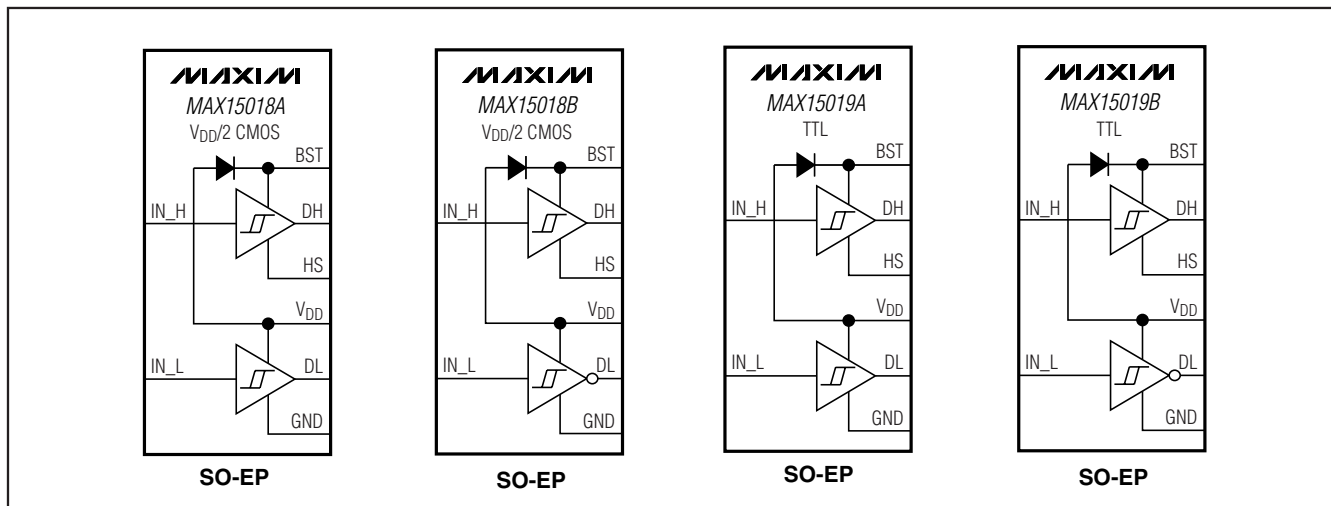 MAXIM
MAX15018A
VDD/2 CMOS
BST
IN_H
DH
HS
VDD
IN_L
DL
GND
SO-EP
MAXIM
MAX15018B
VDD/2 CMOS
BST
IN_H
DH
HS
VDD
IN_L
DL
GND
SO-EP
MAXIM
MAX15019A
TTL
BST
IN_H
DH
HS
VDD
IN_L
DL
GND
SO-EP
MAXIM
MAX15019B
TTL
BST
IN_H
DH
HS
VDD
IN_L
DL
GND
SO-EP